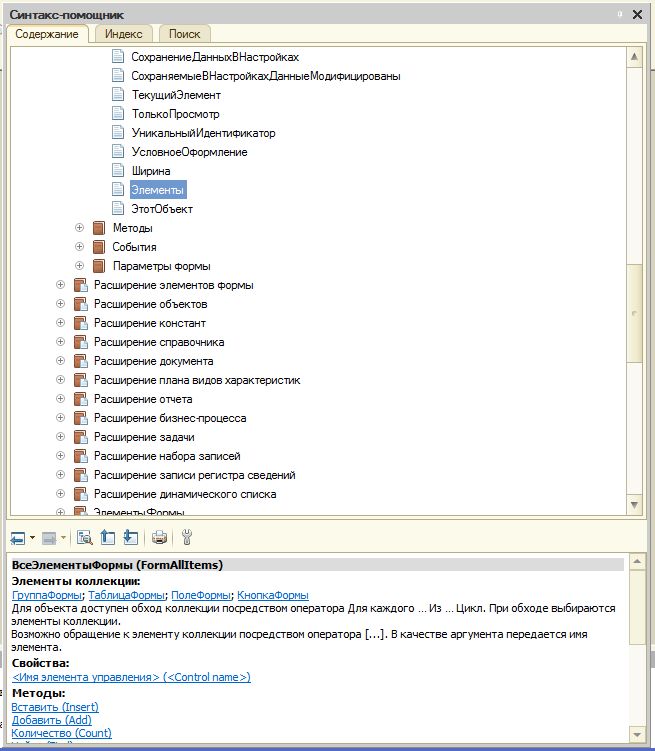 Синтакс-помощник
Содержание
Индекс
Поиск
СохранениеДанныхВНастройках
СохраняемыеВНастройкахДанныеМодифицированы
ТекущийЭлемент
ТолькоПросмотр
УникальныйИдентификатор
УсловноеОформление
Ширина
Элементы
ЭтотОбъект
Методы
События
Параметры формы
Расширение элементов формы
Расширение объектов
Расширение констант
Расширение справочника
Расширение документа
Расширение плана видов характеристик
Расширение отчета
Расширение бизнес-процесса
Расширение задачи
Расширение набора записей
Расширение записи регистра сведений
Расширение динамического списка
ЭлементыФормы
ВсеЭлементыФормы (FormAllItems)
Элементы коллекции:
ГруппаФормы; ТаблицаФормы; ПолеФормы; КнопкаФормы
Для объекта доступен обход коллекции посредством оператора Для каждого … Из … Цикл. При обходе выбираются
элементы коллекции.
Возможно обращение к элементу коллекции посредством оператора [...]. В качестве аргумента передается имя
элемента.
Свойства:
<Имя элемента управления> (<Control name>)
Методы:
Вставить (Insert)
Добавить (Add)
Количество (Count)